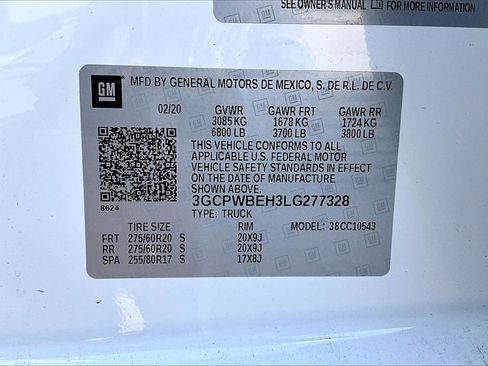 SEE OWNER'S MANUAL
GM
MFD BY GENERAL MOTORS DE MEXICO, S. DE R.L. DE C.V.
02/20 GVWR GAWR FRT GAWR RR
3085 KG 1678 KG 1724 KG
6800 LB 3700 LB 3800 LB
THIS VEHICLE CONFORMS TO ALL
APPLICABLE U.S. FEDERAL MOTOR
VEHICLE SAFETY STANDARDS IN EFFECT
ON THE DATE OF MANUFACTURE
SHOWN ABOVE.
3GCPWBEH3LG277328
8624 TYPE: TRUCK
TIRE SIZE RIM MODEL: 38CC10543
FRT 275/60R20 S 20X9J
RR 275/60R20 S 20X9J
SPA 255/80R17 S 17X8J